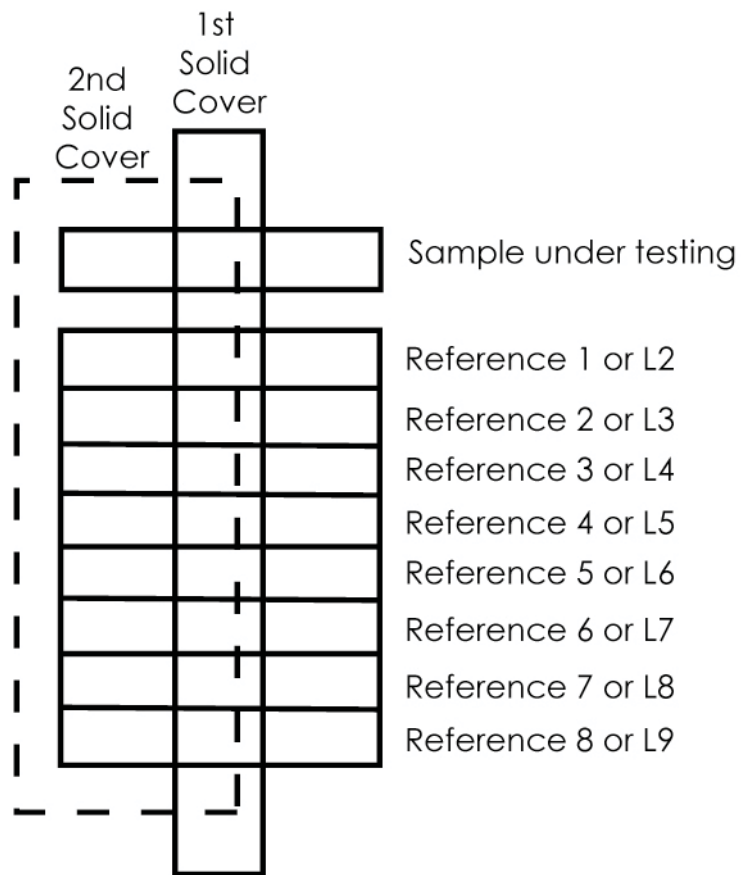 1st
Solid
Cover
2nd
Solid
Cover
Sample under testing
Reference 1 or L2
Reference 2 or L3
Reference 3 or L4
Reference 4 or L5
Reference 5 or L6
Reference 6 or L7
Reference 7 or L8
Reference 8 or L9